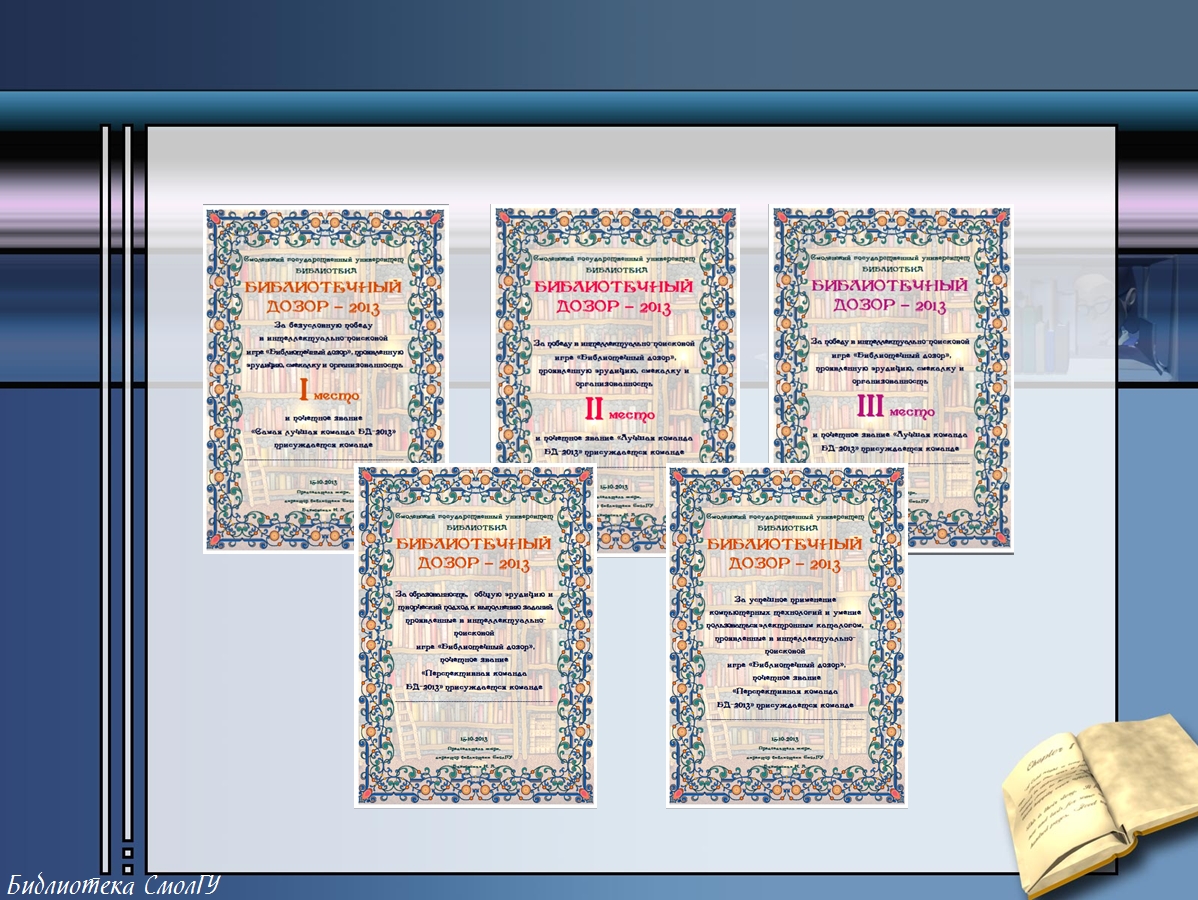 Смоленский государственный университет
БИБЛИОТЕКА
БИБЛИОТЕЧНЫЙ
ДОЗОР – 2013
За безусловную победу
в интеллектуально-поисковой
игре «Библиотечный дозор», проявленную
эрудицию, смекалку и организованность
I место
и почетное звание
«Самая лучшая команда БД-2013»
присуждается команде
15.10.2013
Председатель жюри,
директор библиотеки
Смоленский государственный университет
БИБЛИОТЕКА
БИБЛИОТЕЧНЫЙ
ДОЗОР – 2013
За победу в интеллектуально-поисковой
игре «Библиотечный дозор»,
проявленную эрудицию, смекалку и
организованность
II место
и почетное звание «Лучшая команда
БД-2013» присуждается команде
15.10.2013
жюри,
библиотеки СмолГУ
Смоленский государственный университет
БИБЛИОТЕКА
БИБЛИОТЕЧНЫЙ
ДОЗОР – 2013
За победу в интеллектуально-поисковой
игре «Библиотечный дозор»,
проявленную эрудицию, смекалку и
организованность
III место
и почетное звание «Лучшая команда
БД-2013» присуждается команде
Смоленский государственный университет
БИБЛИОТЕКА
БИБЛИОТЕЧНЫЙ
ДОЗОР – 2013
За образованность, общую эрудицию и
творческий подход к выполнению заданий,
проявленные в интеллектуально-
поисковой
игре «Библиотечный дозор»,
почетное звание
«Перспективная команда
БД-2013» присуждается команде
15.10.2013
Председатель жюри,
директор библиотеки СмолГУ
Смоленский государственный университет
БИБЛИОТЕКА
БИБЛИОТЕЧНЫЙ
ДОЗОР – 2013
За успешное применение
компьютерных технологий и умение
пользоваться электронным каталогом,
проявленные в интеллектуально-
поисковой
игре «Библиотечный дозор»,
почетное звание
«Перспективная команда
БД-2013» присуждается команде
15.10.2013
Председатель жюри,
директор библиотеки СмолГУ
Chapter 1
Библиотека СмолГУ